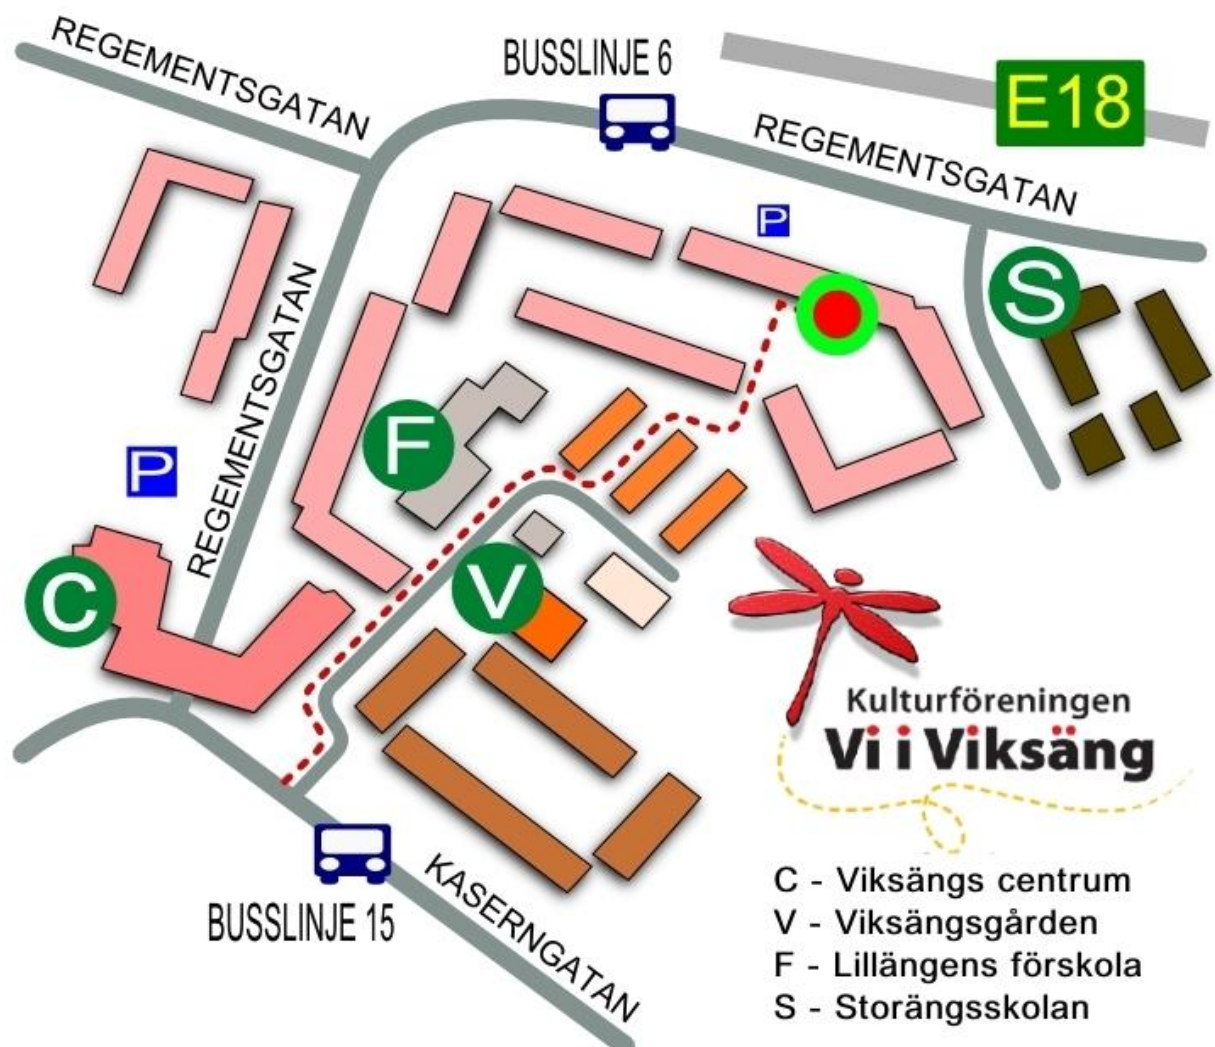 REGEMENTSGATAN
BUSSLINJE 6
E18
REGEMENTSGATAN
P
S
REGEMENTSGATAN
F
P
C
V
Kulturföreningen
Vi i Viksäng
BUSSLINJE 15
KASERNGATAN
C - Viksängs centrum
V - Viksängsgården
F - Lillängens förskola
S - Storängsskolan